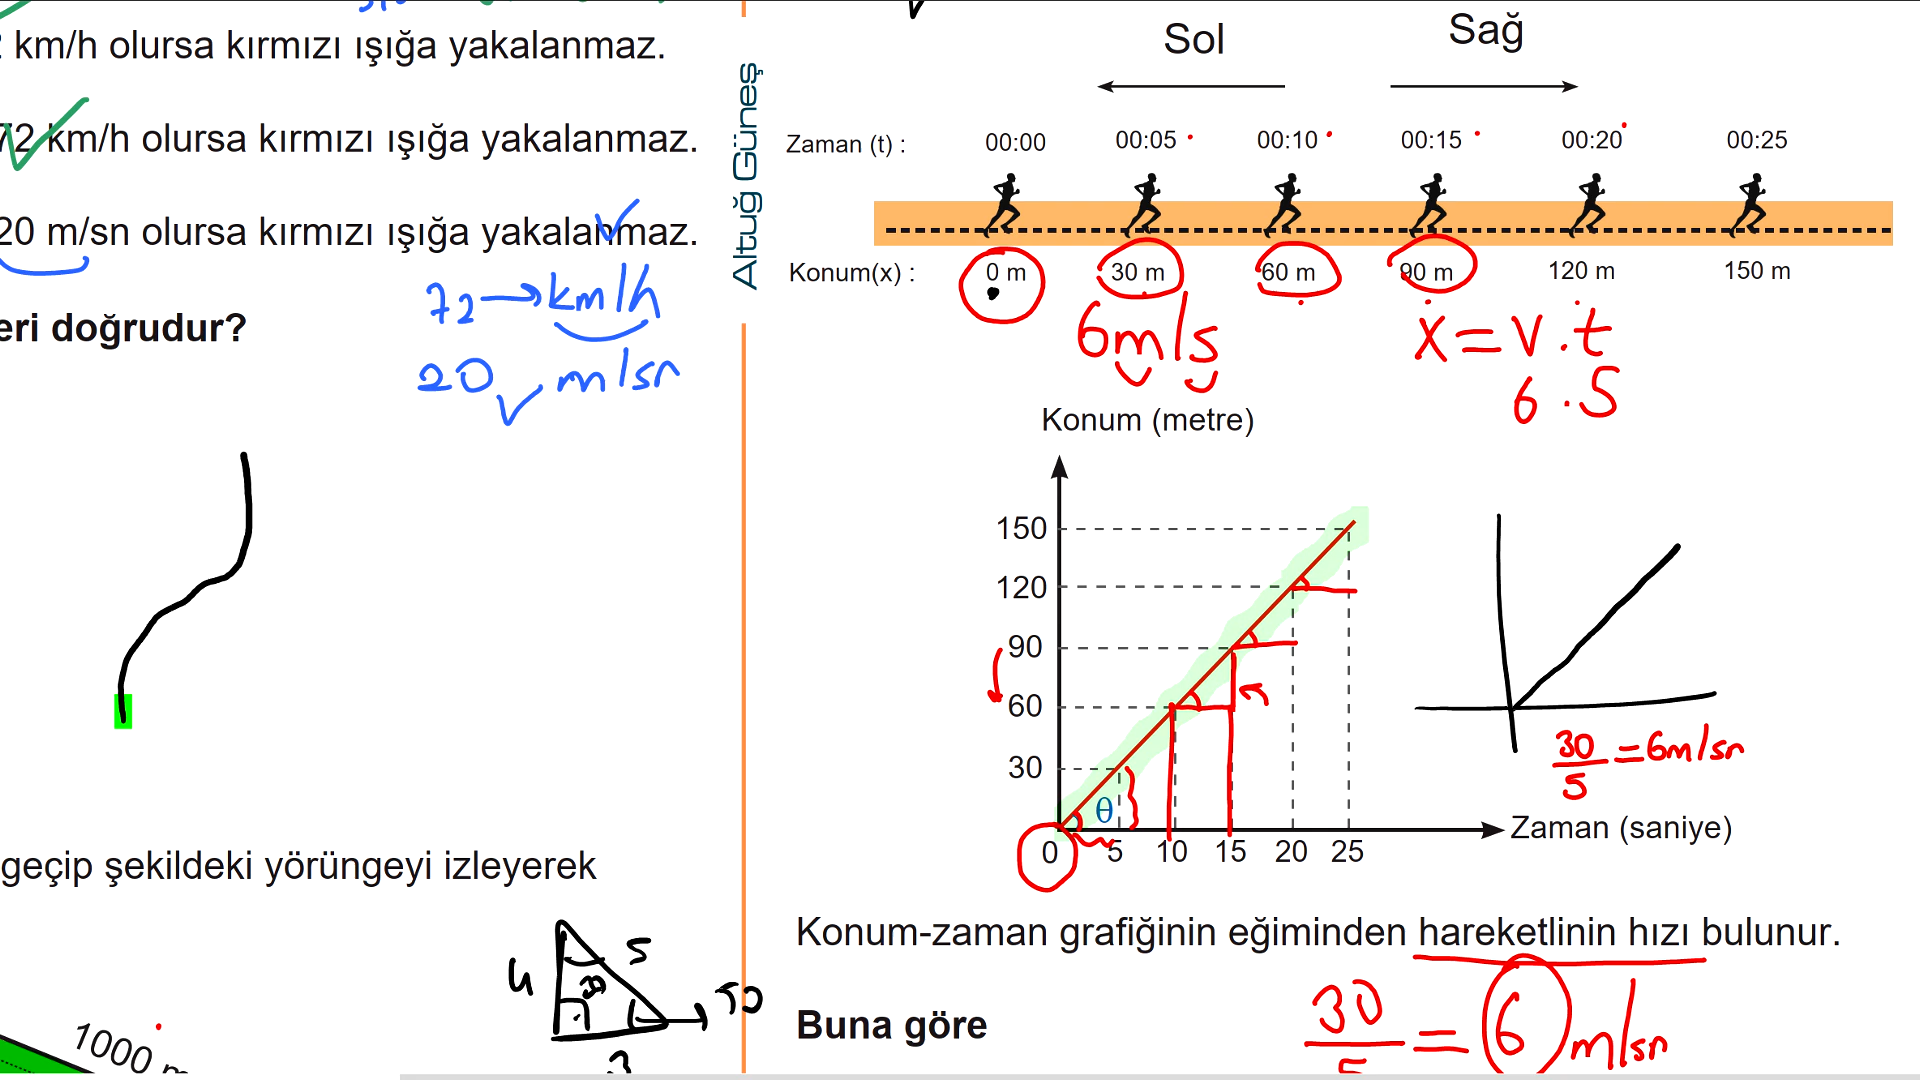 km/h olursa kırmızı ışığa yakalanmaz.
72 km/h olursa kırmızı ışığa yakalanmaz.
20 m/sn olursa kırmızı ışığa yakalanmaz.
72 → km/h
20 m/sn
eri doğrudur?
geçip şekildeki yörüngeyi izleyerek
4
5
1000 m
Altuğ Güneş
Sol
Sağ
Zaman (t) : 00:00 00:05 00:10 00:15 00:20 00:25
Konum(x) : 0 m 30 m 60 m 90 m 120 m 150 m
6m/s
x = v.t
6.5
Konum (metre)
150
120
90
60
30
θ
0 5 10 15 20 25
Zaman (saniye)
30/5 = 6m/sn
Konum-zaman grafiğinin eğiminden hareketlinin hızı bulunur.
Buna göre
30/5 = 6 m/sn